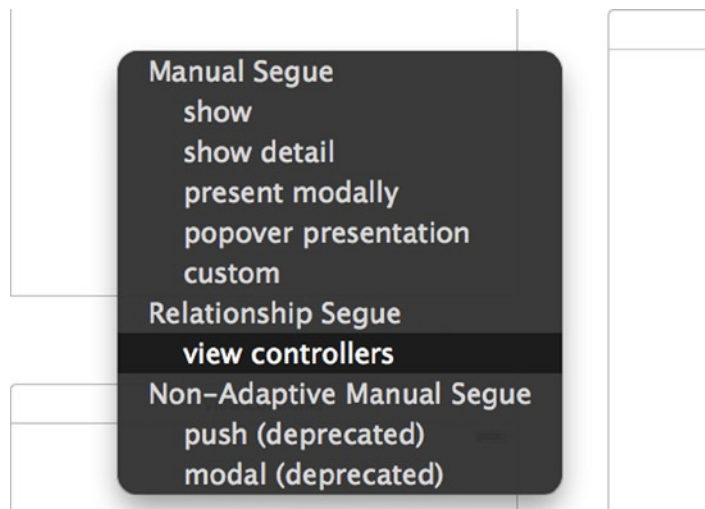 Manual Segue
show
show detail
present modally
popover presentation
custom
Relationship Segue
view controllers
Non-Adaptive Manual Segue
push (deprecated)
modal (deprecated)